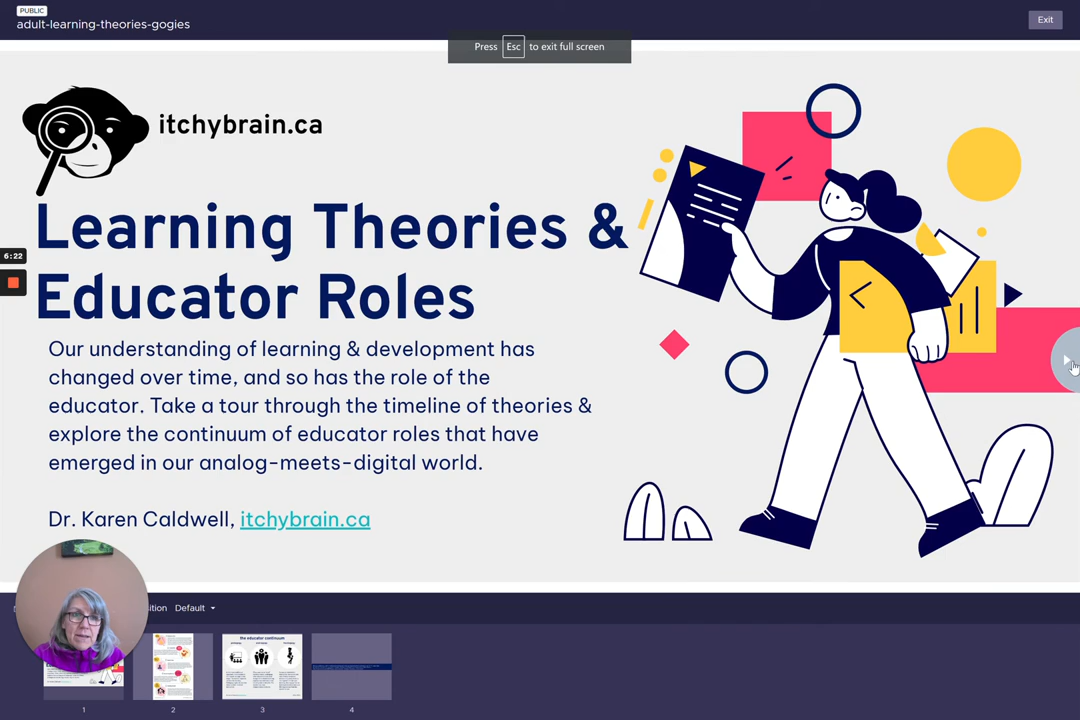 PUBLIC
adult-learning-theories-gogies
Exit
Press Esc to exit full screen
itchybrain.ca
Learning Theories &
Educator Roles
6:22
Our understanding of learning & development has
changed over time, and so has the role of the
educator. Take a tour through the timeline of theories &
explore the continuum of educator roles that have
emerged in our analog-meets-digital world.
Dr. Karen Caldwell, itchybrain.ca
ition Default
the educator continuum
1 2 3 4